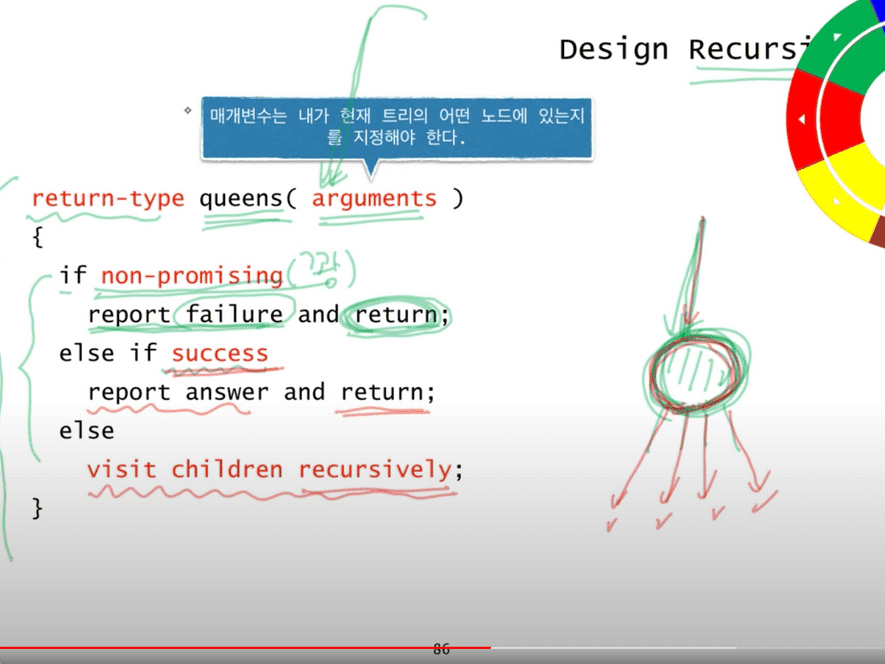 Design Recursi
매개변수는 내가 현재 트리의 어떤 노드에 있는지
를 지정해야 한다.
return-type queens( arguments )
{
if non-promising(꽝)
report failure and return;
else if success
report answer and return;
else
visit children recursively;
}
86